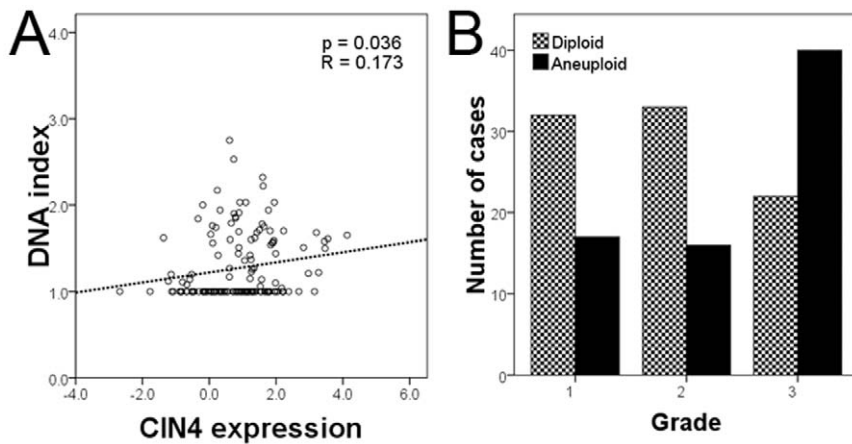 A
p = 0.036
R = 0.173
4.0
3.0
2.0
1.0
0.0
DNA index
-4.0 -2.0 0.0 2.0 4.0 6.0
CIN4 expression
B
Diploid
Aneuploid
40
30
20
10
0
Number of cases
1 2 3
Grade